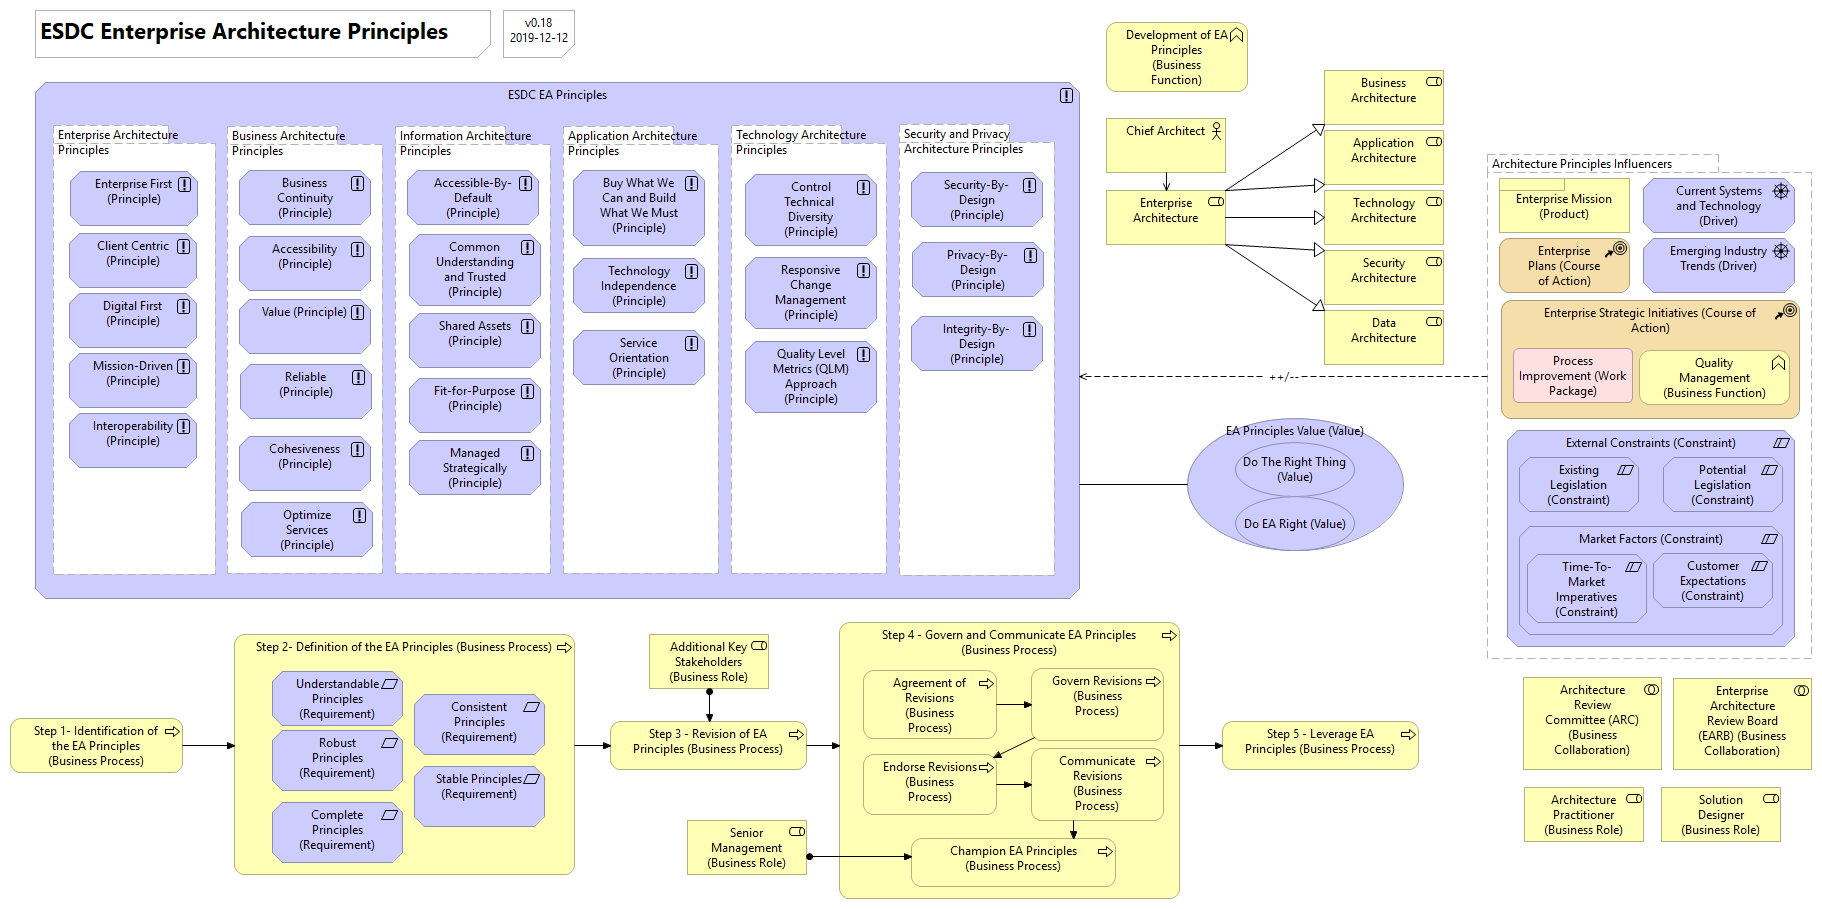 ESDC Enterprise Architecture Principles
v0.18
2019-12-12
ESDC EA Principles
Enterprise Architecture
Principles
Enterprise First
(Principle)
Client Centric
(Principle)
Digital First
(Principle)
Mission-Driven
(Principle)
Interoperability
(Principle)
Business Architecture
Principles
Business
Continuity
(Principle)
Accessibility
(Principle)
Value (Principle)
Reliable
(Principle)
Cohesiveness
(Principle)
Optimize
Services
(Principle)
Information Architecture
Principles
Accessible-By-
Default
(Principle)
Common
Understanding
and Trusted
(Principle)
Shared Assets
(Principle)
Fit-for-Purpose
(Principle)
Managed
Strategically
(Principle)
Application Architecture
Principles
Buy What We
Can and Build
What We Must
(Principle)
Technology
Independence
(Principle)
Service
Orientation
(Principle)
Technology Architecture
Principles
Control
Technical
Diversity
(Principle)
Responsive
Change
Management
(Principle)
Quality Level
Metrics (QLM)
Approach
(Principle)
Security and Privacy
Architecture Principles
Security-By-
Design
(Principle)
Privacy-By-
Design
(Principle)
Integrity-By-
Design
(Principle)
Development of EA
Principles
(Business
Function)
Chief Architect
Enterprise
Architecture
Business
Architecture
Application
Architecture
Technology
Architecture
Security
Architecture
Data
Architecture
++/--
EA Principles Value (Value)
Do The Right Thing
(Value)
Do EA Right (Value)
Architecture Principles Influencers
Enterprise Mission
(Product)
Current Systems
and Technology
(Driver)
Enterprise
Plans (Course
of Action)
Emerging Industry
Trends (Driver)
Enterprise Strategic Initiatives (Course of
Action)
Process
Improvement (Work
Package)
Quality
Management
(Business Function)
External Constraints (Constraint)
Existing
Legislation
(Constraint)
Potential
Legislation
(Constraint)
Market Factors (Constraint)
Time-To-
Market
Imperatives
(Constraint)
Customer
Expectations
(Constraint)
Step 1- Identification of
the EA Principles
(Business Process)
Step 2- Definition of the EA Principles (Business Process)
Understandable
Principles
(Requirement)
Robust
Principles
(Requirement)
Complete
Principles
(Requirement)
Consistent
Principles
(Requirement)
Stable Principles
(Requirement)
Additional Key
Stakeholders
(Business Role)
Step 3 - Revision of EA
Principles (Business Process)
Senior
Management
(Business Role)
Step 4 - Govern and Communicate EA Principles
(Business Process)
Agreement of
Revisions
(Business
Process)
Govern Revisions
(Business
Process)
Endorse Revisions
(Business
Process)
Communicate
Revisions
(Business
Process)
Champion EA Principles
(Business Process)
Step 5 - Leverage EA
Principles (Business Process)
Architecture
Review
Committee (ARC)
(Business
Collaboration)
Enterprise
Architecture
Review Board
(EARB) (Business
Collaboration)
Architecture
Practitioner
(Business Role)
Solution
Designer
(Business Role)